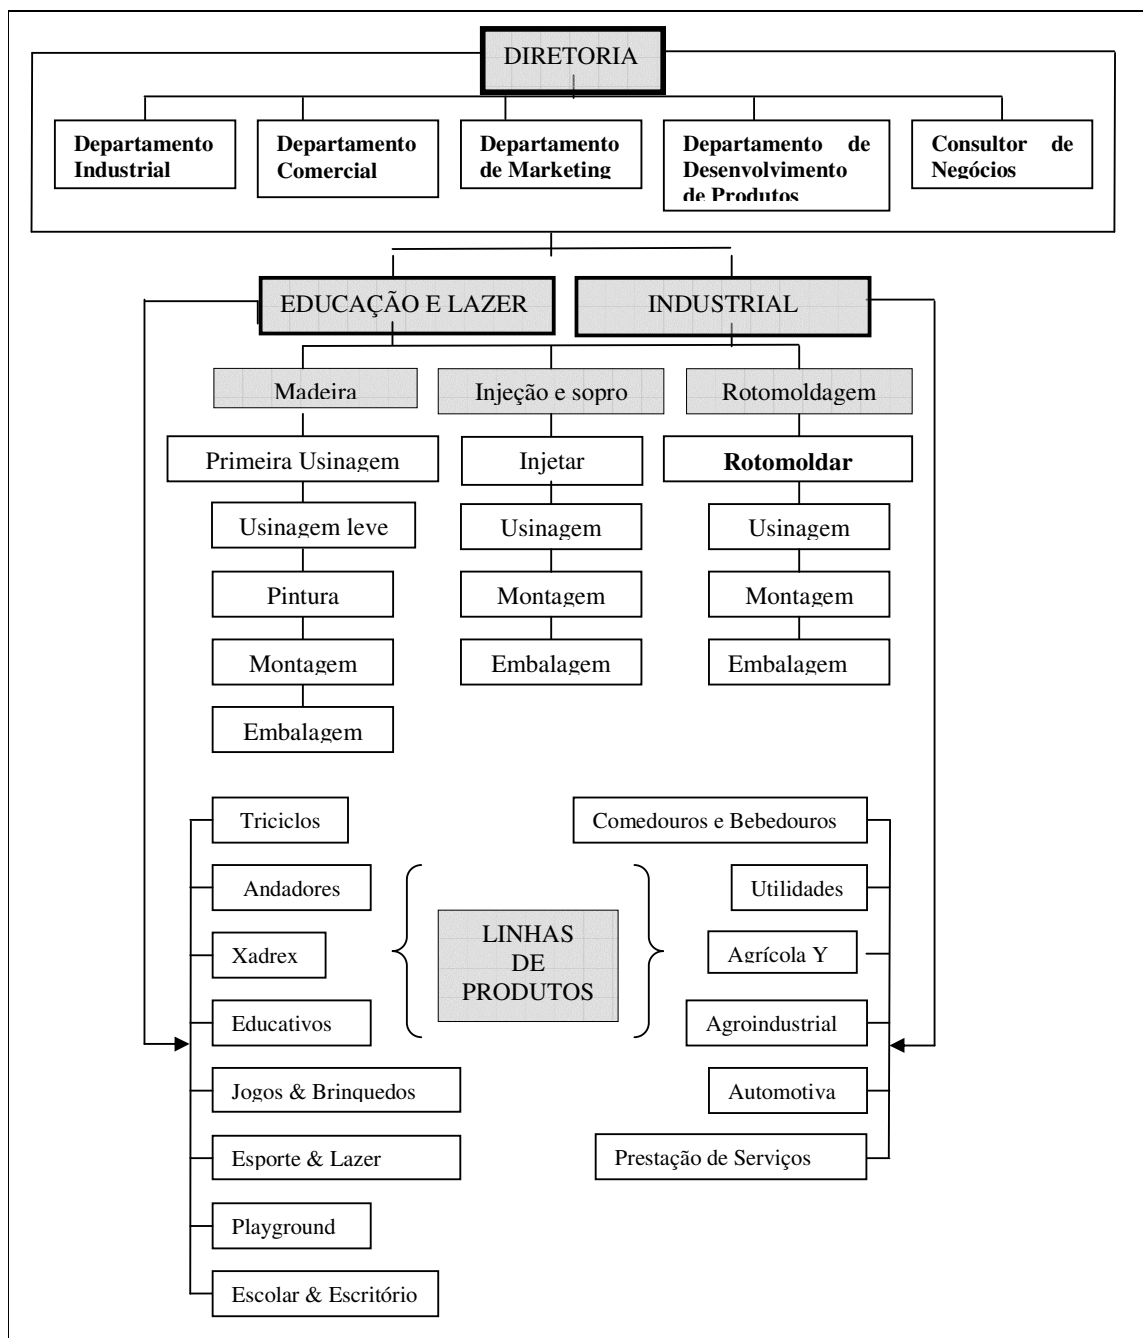 DIRETORIA
Departamento
Industrial
Departamento
Comercial
Departamento
de Marketing
Departamento de
Desenvolvimento
de Produtos
Consultor de
Negócios
EDUCAÇÃO E LAZER
INDUSTRIAL
Madeira
Injeção e sopro
Rotomoldagem
Primeira Usinagem
Injetar
Rotomoldar
Usinagem leve
Usinagem
Usinagem
Pintura
Montagem
Montagem
Montagem
Embalagem
Embalagem
Embalagem
Triciclos
Comedouros e Bebedouros
Andadores
Utilidades
LINHAS
DE
PRODUTOS
Xadrex
Agrícola Y
Educativos
Agroindustrial
Jogos & Brinquedos
Automotiva
Esporte & Lazer
Prestação de Serviços
Playground
Escolar & Escritório